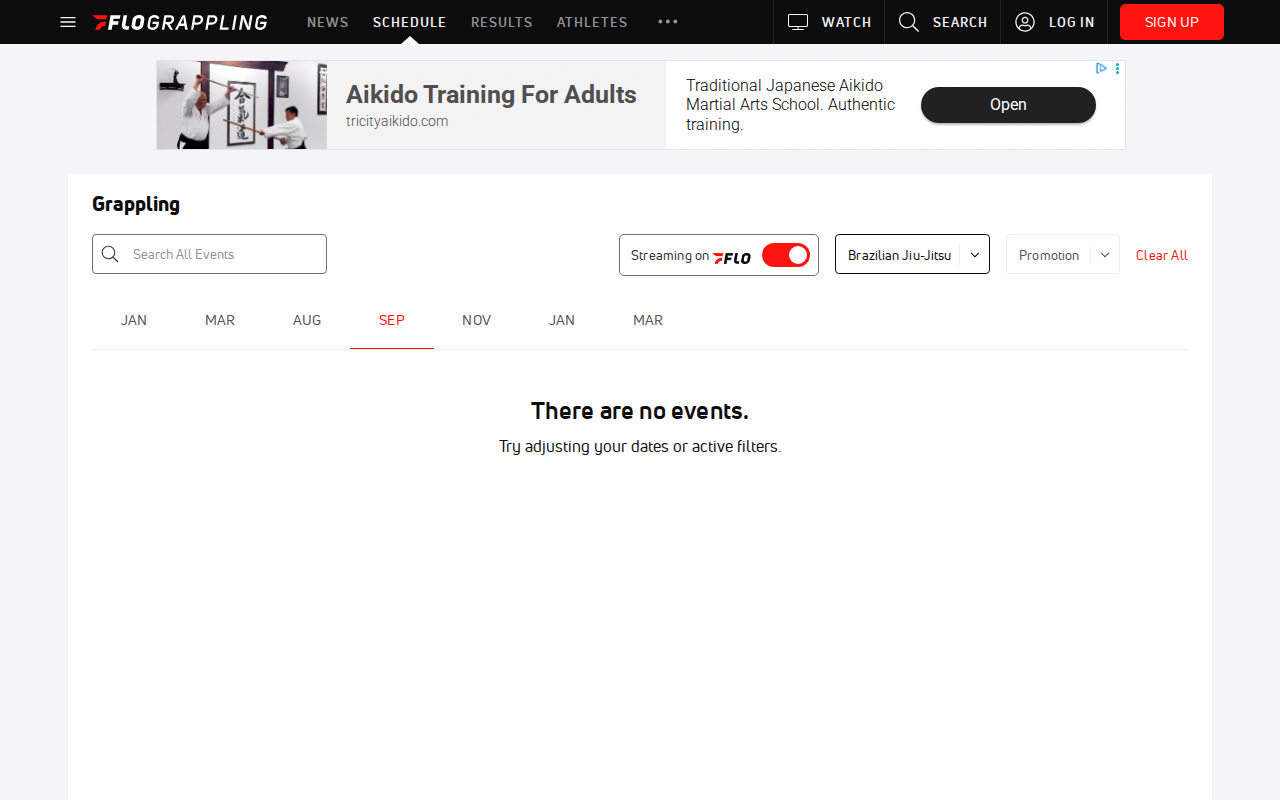 FLOGRAPPLING
NEWS
SCHEDULE
RESULTS
ATHLETES
WATCH
SEARCH
LOG IN
SIGN UP
Aikido Training For Adults
tricityaikido.com
Traditional Japanese Aikido
Martial Arts School. Authentic
training.
Open
合氣道
Grappling
Search All Events
Streaming on FLO
Brazilian Jiu-Jitsu
Promotion
Clear All
JAN
MAR
AUG
SEP
NOV
JAN
MAR
There are no events.
Try adjusting your dates or active filters.